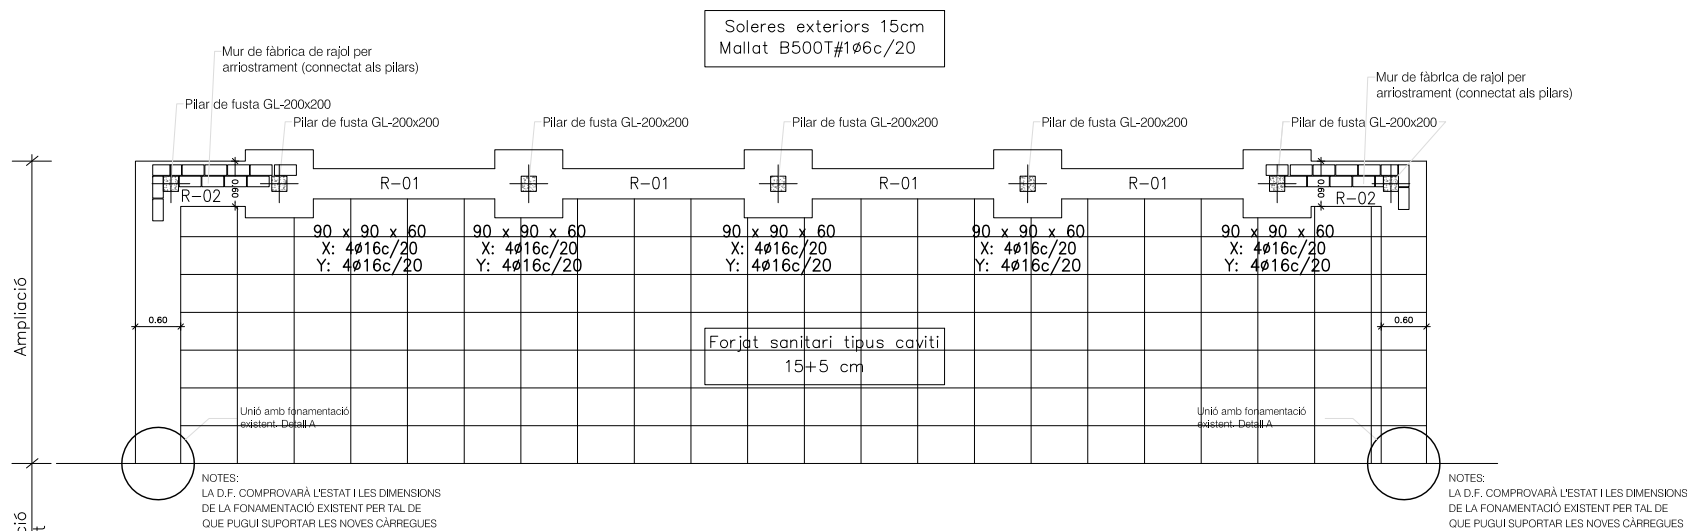 Soleres exteriors 15cm
Mallat B500T#1ø6c/20
Mur de fàbrica de rajol per
arriostrament (connectat als pilars)
Mur de fàbrica de rajol per
arriostrament (connectat als pilars)
Pilar de fusta GL-200x200
Pilar de fusta GL-200x200
Pilar de fusta GL-200x200
Pilar de fusta GL-200x200
Pilar de fusta GL-200x200
Pilar de fusta GL-200x200
R-01
R-01
R-01
R-01
R-02
0.60
0.60
R-02
90 x 90 x 60
X: 4ø16c/20
Y: 4ø16c/20
90 x 90 x 60
X: 4ø16c/20
Y: 4ø16c/20
90 x 90 x 60
X: 4ø16c/20
Y: 4ø16c/20
90 x 90 x 60
X: 4ø16c/20
Y: 4ø16c/20
90 x 90 x 60
X: 4ø16c/20
Y: 4ø16c/20
Ampliació
0.60
0.60
Forjat sanitari tipus caviti
15+5 cm
Unió amb fonamentació
existent. Detall A
Unió amb fonamentació
existent. Detall A
NOTES:
LA D.F. COMPROVARÀ L'ESTAT I LES DIMENSIONS
DE LA FONAMENTACIÓ EXISTENT PER TAL DE
QUE PUGUI SUPORTAR LES NOVES CÀRREGUES
NOTES:
LA D.F. COMPROVARÀ L'ESTAT I LES DIMENSIONS
DE LA FONAMENTACIÓ EXISTENT PER TAL DE
QUE PUGUI SUPORTAR LES NOVES CÀRREGUES